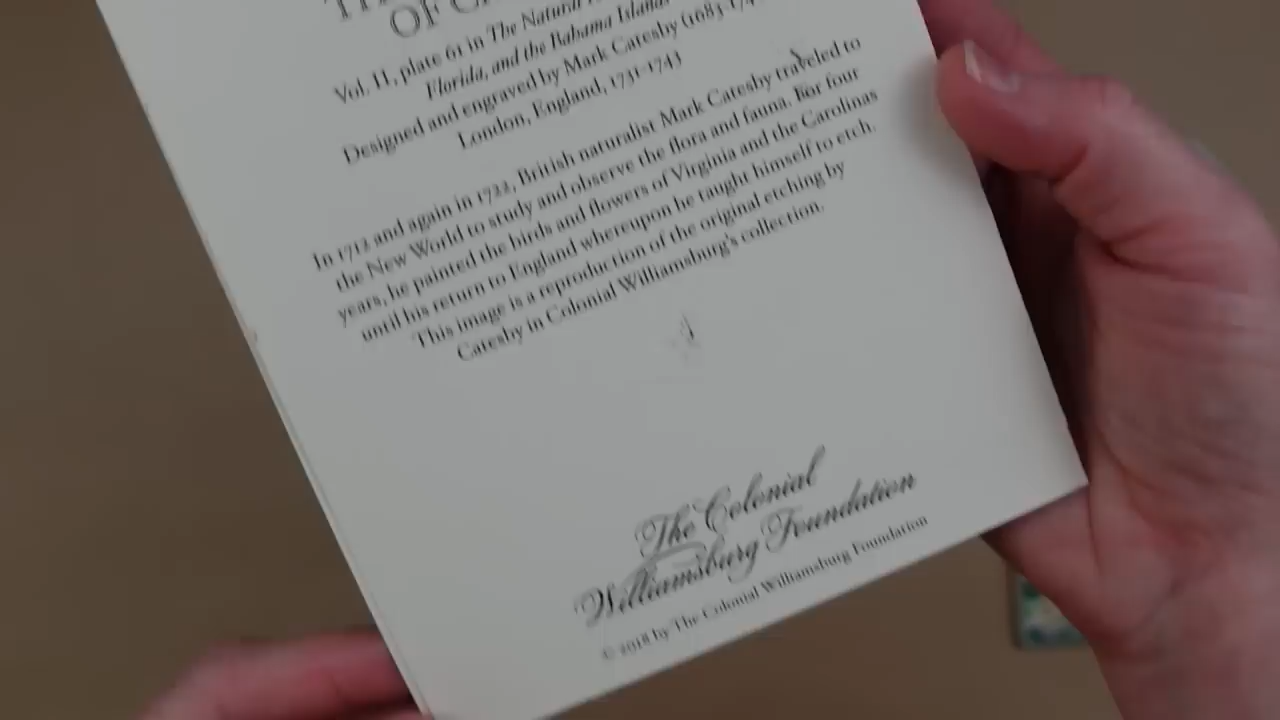 OF
Vol. II, plate 61 in The Natural
Florida, and the Bahama Islands
Designed and engraved by Mark Catesby (1683-174
London, England, 1731-1743
In 1712 and again in 1722, British naturalist Mark Catesby traveled to
the New World to study and observe the flora and fauna. For four
years, he painted the birds and flowers of Virginia and the Carolinas
until his return to England whereupon he taught himself to etch.
This image is a reproduction of the original etching by
Catesby in Colonial Williamsburg's collection.
The Colonial
Williamsburg Foundation
© 2018 by The Colonial Williamsburg Foundation